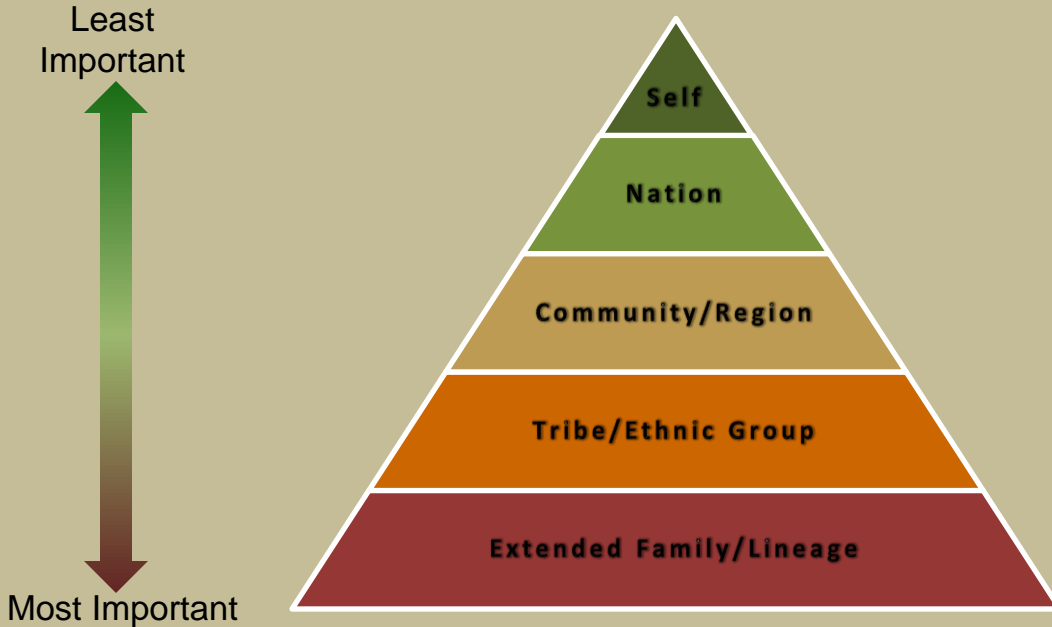 Least
Important
Self
Nation
Community/Region
Tribe/Ethnic Group
Extended Family/Lineage
Most Important